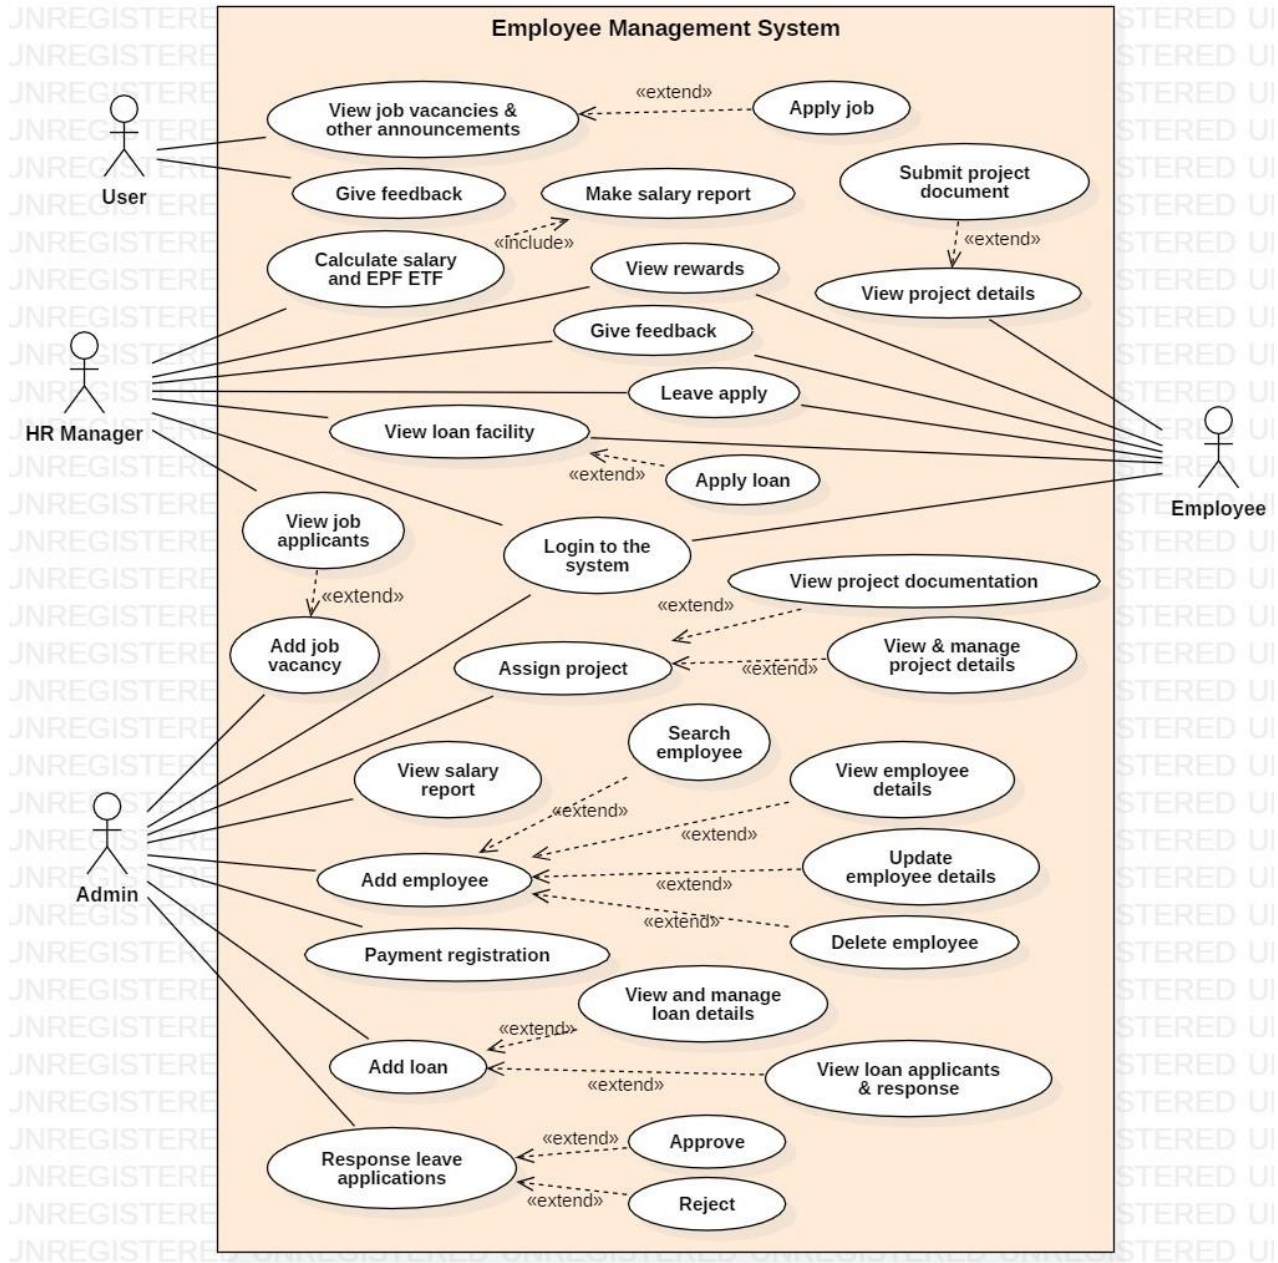 Employee Management System
View job vacancies &
other announcements
«extend»
Apply job
User
Give feedback
Make salary report
Submit project
document
«include»
«extend»
Calculate salary
and EPF ETF
View rewards
View project details
Give feedback
HR Manager
Leave apply
View loan facility
«extend»
Apply loan
Employee
View job
applicants
Login to the
system
«extend»
View project documentation
«extend»
Add job
vacancy
Assign project
«extend»
View & manage
project details
Search
employee
View salary
report
«extend»
View employee
details
«extend»
Admin
Add employee
«extend»
Update
employee details
«extend»
Delete employee
Payment registration
View and manage
loan details
«extend»
Add loan
«extend»
View loan applicants
& response
Response leave
applications
«extend»
Approve
«extend»
Reject
UNREGISTERED